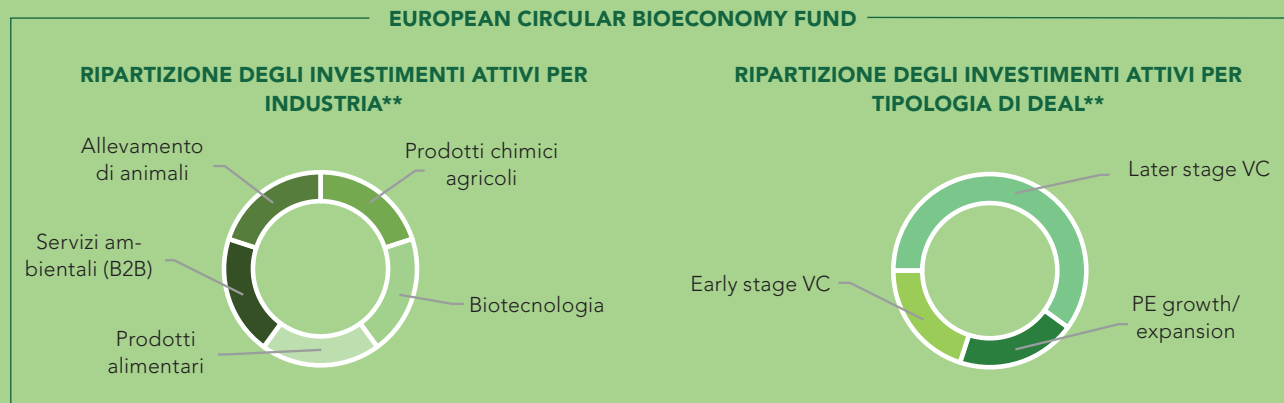 EUROPEAN CIRCULAR BIOECONOMY FUND
RIPARTIZIONE DEGLI INVESTIMENTI ATTIVI PER
INDUSTRIA**
Allevamento
di animali
Prodotti chimici
agricoli
Servizi am-
bientali (B2B)
Biotecnologia
Prodotti
alimentari
RIPARTIZIONE DEGLI INVESTIMENTI ATTIVI PER
TIPOLOGIA DI DEAL**
Later stage VC
Early stage VC
PE growth/
expansion